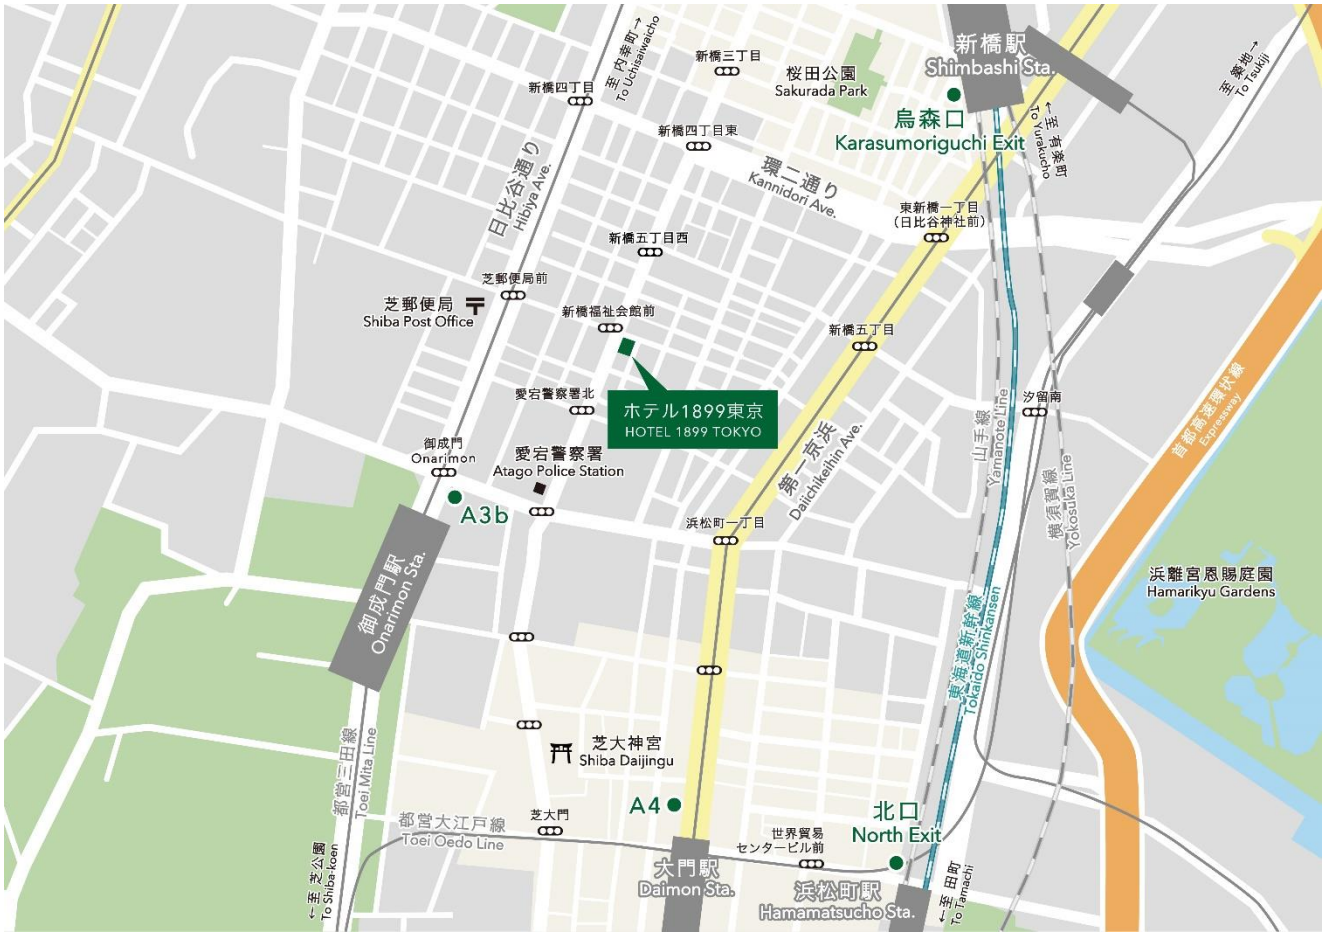 新橋駅
Shimbashi Sta.
至 内幸町→
To Uchisaiwaicho
新橋三丁目
桜田公園
Sakurada Park
至 築地→
To Tsukiji
新橋四丁目
烏森口
Karasumoriguchi Exit
←至 有楽町
To Yurakucho
新橋四丁目東
環二通り
Kannidori Ave.
日比谷通り
Hibiya Ave.
東新橋一丁目
(日比谷神社前)
新橋五丁目西
芝郵便局前
芝郵便局
Shiba Post Office
新橋福祉会館前
新橋五丁目
愛宕警察署北
ホテル1899東京
HOTEL 1899 TOKYO
汐留南
首都高速環状線
Expressway
山手線
Yamanote Line
御成門
Onarimon
愛宕警察署
Atago Police Station
第一京浜
Daiichikeihin Ave.
横須賀線
Yokosuka Line
A3b
浜松町一丁目
御成門駅
Onarimon Sta.
浜離宮恩賜庭園
Hamarikyu Gardens
東海道新幹線
Tokaido Shinkansen
都営三田線
Toei Mita Line
芝大神宮
Shiba Daijingu
A4
都営大江戸線
Toei Oedo Line
芝大門
北口
North Exit
世界貿易
センタービル前
大門駅
Daimon Sta.
浜松町駅
Hamamatsucho Sta.
←至 芝公園
To Shiba-koen
←至 田町
To Tamachi